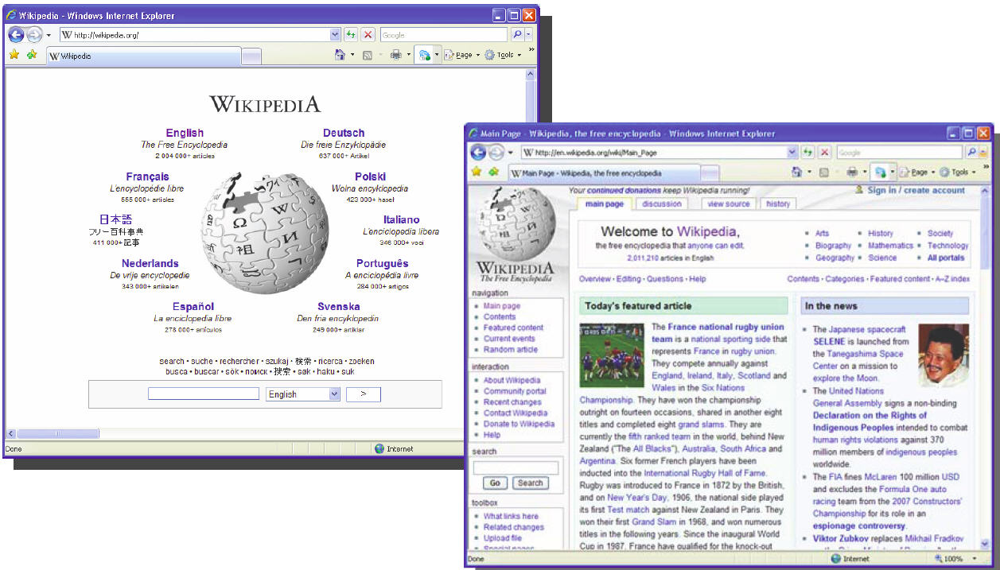 Wikipedia - Windows Internet Explorer
http://wikipedia.org/
Google
Wikipedia
Page
Tools
WIKIPEDIA
English
The Free Encyclopedia
2 004 000+ articles
Deutsch
Die freie Enzyklopädie
637 000+ Artikel
Français
L'encyclopédie libre
555 000+ articles
Polski
Wolna encyklopedia
423 000+ haseł
日本語
フリー百科事典
411 000+ 記事
Italiano
L'enciclopedia libera
346 000+ voci
Nederlands
De vrije encyclopedie
343 000+ artikelen
Português
A enciclopédia livre
284 000+ artigos
Español
La enciclopedia libre
278 000+ artículos
Svenska
Den fria encyklopedin
249 000+ artiklar
search • suche • rechercher • szukaj • 検索 • ricerca • zoeken
busca • buscar • sök • поиск • 搜索 • søk • haku • suk
English
>
Done
Internet
Main Page - Wikipedia, the free encyclopedia - Windows Internet Explorer
http://en.wikipedia.org/wiki/Main_Page
Google
Main Page - Wikipedia, the free encyclopedia
Page
Tools
Your continued donations keep Wikipedia running!
Sign in / create account
main page
discussion
view source
history
WIKIPEDIA
The Free Encyclopedia
navigation
Main page
Contents
Featured content
Current events
Random article
interaction
About Wikipedia
Community portal
Recent changes
Contact Wikipedia
Donate to Wikipedia
Help
search
Go
Search
toolbox
What links here
Related changes
Upload file
Special pages
Welcome to Wikipedia,
the free encyclopedia that anyone can edit.
2,011,210 articles in English
Arts
History
Society
Biography
Mathematics
Technology
Geography
Science
All portals
Overview · Editing · Questions · Help
Contents · Categories · Featured content · A–Z index
Today's featured article
The France national rugby union
team is a national sporting side that
represents France in rugby union.
They compete annually against
England, Ireland, Italy, Scotland and
Wales in the Six Nations
Championship. They have won the championship
outright on fourteen occasions, shared in another eight
titles and completed eight grand slams. They are
currently the fifth ranked team in the world, behind New
Zealand ("The All Blacks"), Australia, South Africa and
Argentina. Six former French players have been
inducted into the International Rugby Hall of Fame.
Rugby was introduced to France in 1872 by the British,
and on New Year's Day, 1906, the national side played
its first Test match against New Zealand in Paris. They
won their first Grand Slam in 1968, and won numerous
titles in the following years. Since the inaugural World
Cup in 1987, France have qualified for the knock-out
In the news
The Japanese spacecraft
SELENE is launched from
the Tanegashima Space
Center on a mission to
explore the Moon.
The United Nations
General Assembly signs a non-binding
Declaration on the Rights of
Indigenous Peoples intended to combat
human rights violations against 370
million members of indigenous peoples
worldwide.
The FIA fines McLaren 100 million USD
and excludes the Formula One auto
racing team from the 2007 Constructors'
Championship for its role in an
espionage controversy.
Viktor Zubkov replaces Mikhail Fradkov
Done
Internet
100%